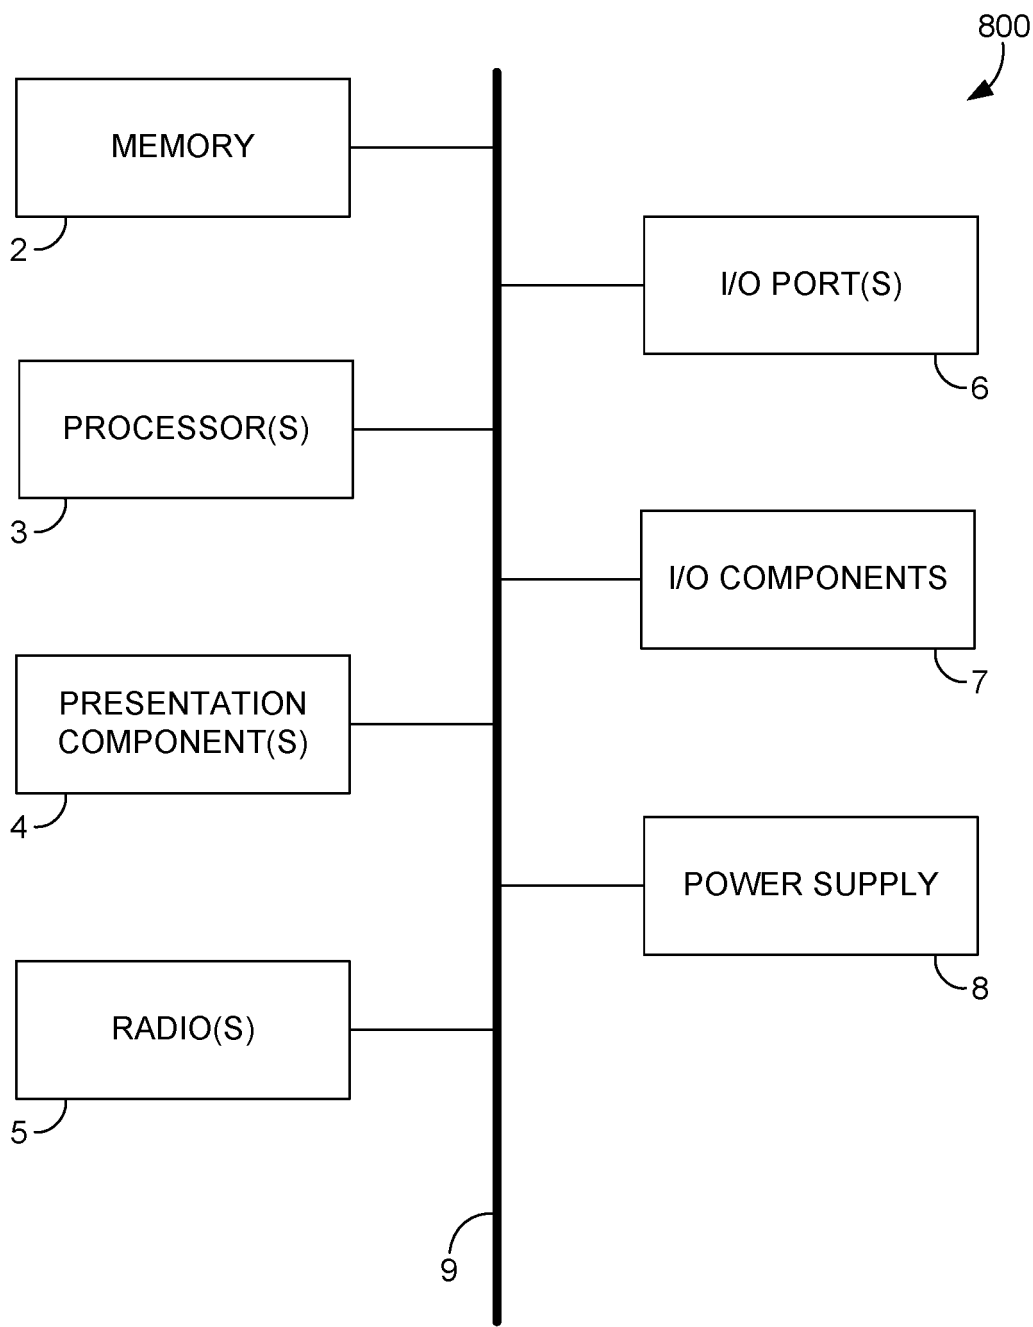 800
MEMORY
2
I/O PORT(S)
6
PROCESSOR(S)
3
I/O COMPONENTS
7
PRESENTATION
COMPONENT(S)
4
POWER SUPPLY
8
RADIO(S)
5
9